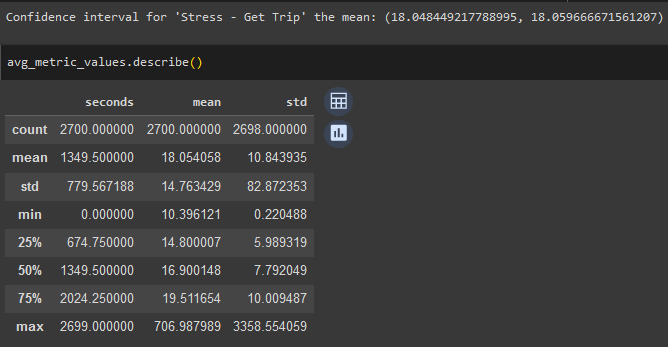 Confidence interval for 'Stress - Get Trip' the mean: (18.048449217788995, 18.059666671561207)
avg_metric_values.describe()
seconds mean std
count 2700.000000 2700.000000 2698.000000
mean 1349.500000 18.054058 10.843935
std 779.567188 14.763429 82.872353
min 0.000000 10.396121 0.220488
25% 674.750000 14.800007 5.989319
50% 1349.500000 16.900148 7.792049
75% 2024.250000 19.511654 10.009487
max 2699.000000 706.987989 3358.554059